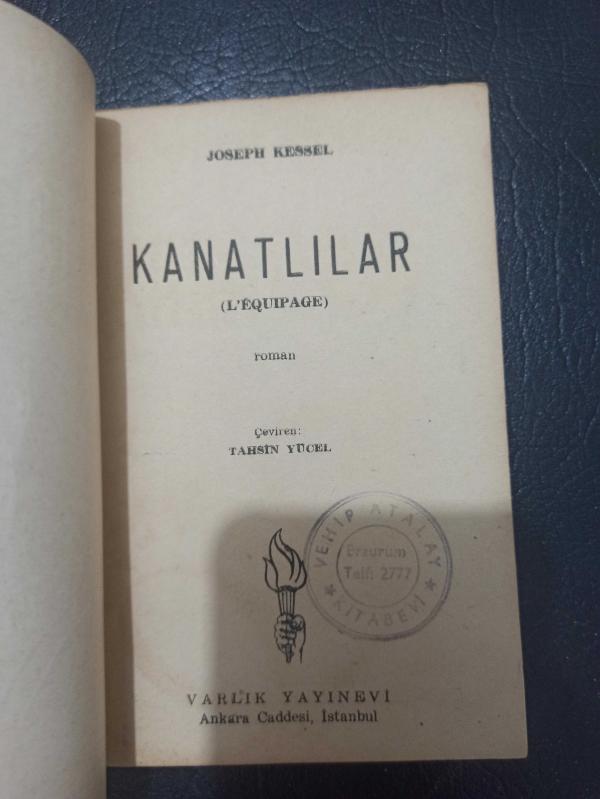 JOSEPH KESSEL
KANATLILAR
(L'ÉQUIPAGE)
roman
Çeviren:
TAHSİN YÜCEL
VEHİP ATALAY
Erzurum
Telf: 2777
★ KİTABEVİ ★
VARLIK YAYINEVİ
Ankara Caddesi, İstanbul